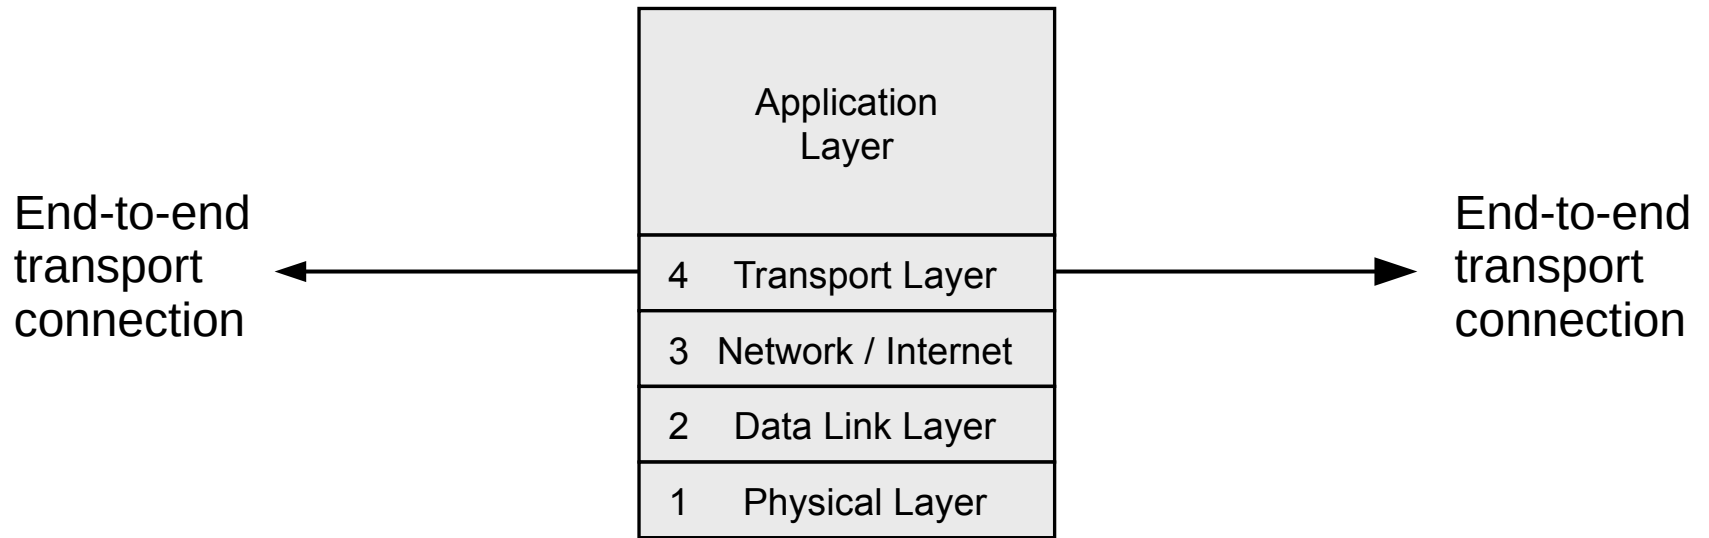 Application
Layer
End-to-end
transport
connection
4 Transport Layer
End-to-end
transport
connection
3 Network / Internet
2 Data Link Layer
1 Physical Layer